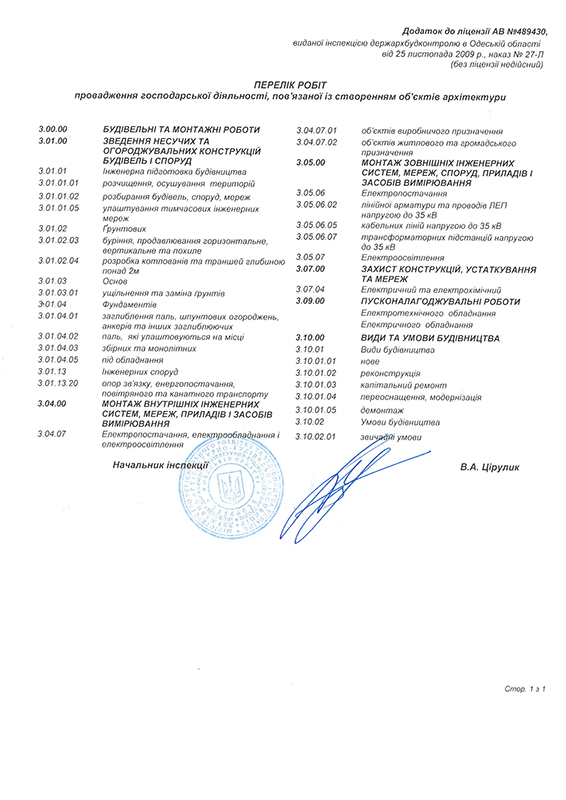 Додаток до ліцензії АВ №489430,
виданої інспекцією держархбудконтролю в Одеській області
від 25 листопада 2009 р., наказ № 27-Л
(без ліцензії недійсний)
ПЕРЕЛІК РОБІТ
провадження господарської діяльності, пов'язаної із створенням об'єктів архітектури
3.00.00 БУДІВЕЛЬНІ ТА МОНТАЖНІ РОБОТИ
3.01.00 ЗВЕДЕННЯ НЕСУЧИХ ТА
ОГОРОДЖУВАЛЬНИХ КОНСТРУКЦІЙ
БУДІВЕЛЬ І СПОРУД
3.01.01 Інженерна підготовка будівництва
3.01.01.01 розчищення, осушування територій
3.01.01.02 розбирання будівель, споруд, мереж
3.01.01.05 улаштування тимчасових інженерних
мереж
3.01.02 Ґрунтових
3.01.02.03 буріння, продавлювання горизонтальне,
вертикальне та похиле
3.01.02.04 розробка котлованів та траншей глибиною
понад 2м
3.01.03 Основ
3.01.03.01 ущільнення та заміна ґрунтів
3.01.04 Фундаментів
3.01.04.01 заглиблення паль, шпунтових огороджень,
анкерів та інших заглиблюючих
3.01.04.02 паль, які улаштовуються на місці
3.01.04.03 збірних та монолітних
3.01.04.05 під обладнання
3.01.13 Інженерних споруд
3.01.13.20 опор зв'язку, енергопостачання,
повітряного та канатного транспорту
3.04.00 МОНТАЖ ВНУТРІШНІХ ІНЖЕНЕРНИХ
СИСТЕМ, МЕРЕЖ, ПРИЛАДІВ І ЗАСОБІВ
ВИМІРЮВАННЯ
3.04.07 Електропостачання, електрообладнання і
електроосвітлення
3.04.07.01 об'єктів виробничого призначення
3.04.07.02 об'єктів житлового та громадського
призначення
3.05.00 МОНТАЖ ЗОВНІШНІХ ІНЖЕНЕРНИХ
СИСТЕМ, МЕРЕЖ, СПОРУД, ПРИЛАДІВ І
ЗАСОБІВ ВИМІРЮВАННЯ
3.05.06 Електропостачання
3.05.06.02 лінійної арматури та проводів ЛЕП
напругою до 35 кВ
3.05.06.05 кабельних ліній напругою до 35 кВ
3.05.06.07 трансформаторних підстанцій напругою
до 35 кВ
3.05.07 Електроосвітлення
3.07.00 ЗАХИСТ КОНСТРУКЦІЙ, УСТАТКУВАННЯ
ТА МЕРЕЖ
3.07.04 Електричний та електрохімічний
3.09.00 ПУСКОНАЛАГОДЖУВАЛЬНІ РОБОТИ
Електротехнічного обладнання
Електричного обладнання
3.10.00 ВИДИ ТА УМОВИ БУДІВНИЦТВА
3.10.01 Види будівництва
3.10.01.01 нове
3.10.01.02 реконструкція
3.10.01.03 капітальний ремонт
3.10.01.04 переоснащення, модернізація
3.10.01.05 демонтаж
3.10.02 Умови будівництва
3.10.02.01 звичайні умови
Начальник інспекції
В.А. Цірулик
Стор. 1 з 1